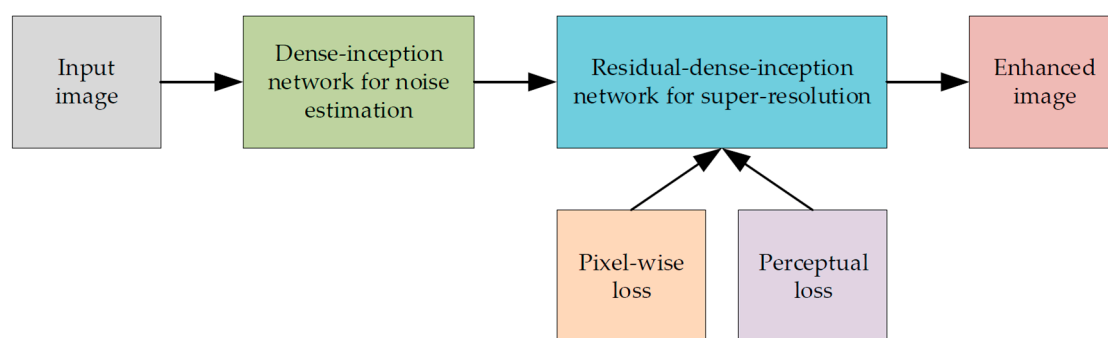 Input
image
Dense-inception
network for noise
estimation
Residual-dense-inception
network for super-resolution
Enhanced
image
Pixel-wise
loss
Perceptual
loss